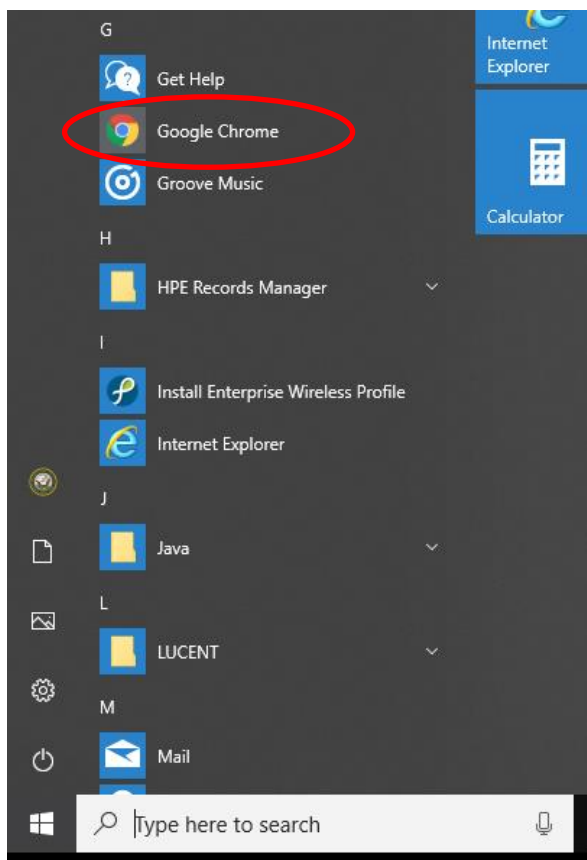 G
Get Help
Google Chrome
Groove Music
H
HPE Records Manager
I
Install Enterprise Wireless Profile
Internet Explorer
J
Java
L
LUCENT
M
Mail
Internet
Explorer
Calculator
Type here to search